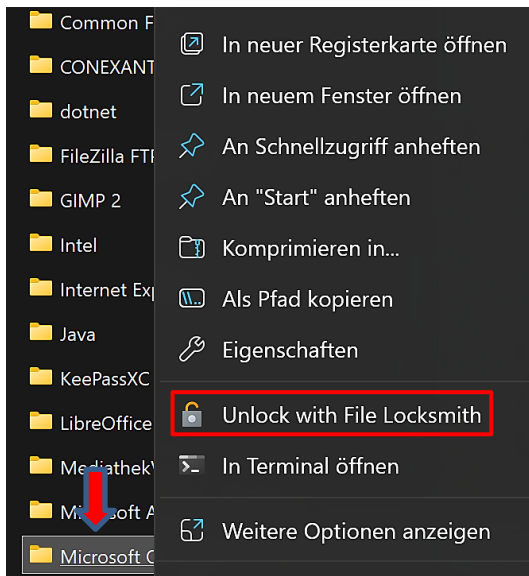 Common F
CONEXANT
dotnet
FileZilla FTF
GIMP 2
Intel
Internet Exp
Java
KeePassXC
LibreOffice
Microsoft
In neuer Registerkarte öffnen
In neuem Fenster öffnen
An Schnellzugriff anheften
An "Start" anheften
Komprimieren in...
Als Pfad kopieren
Eigenschaften
Unlock with File Locksmith
In Terminal öffnen
Weitere Optionen anzeigen